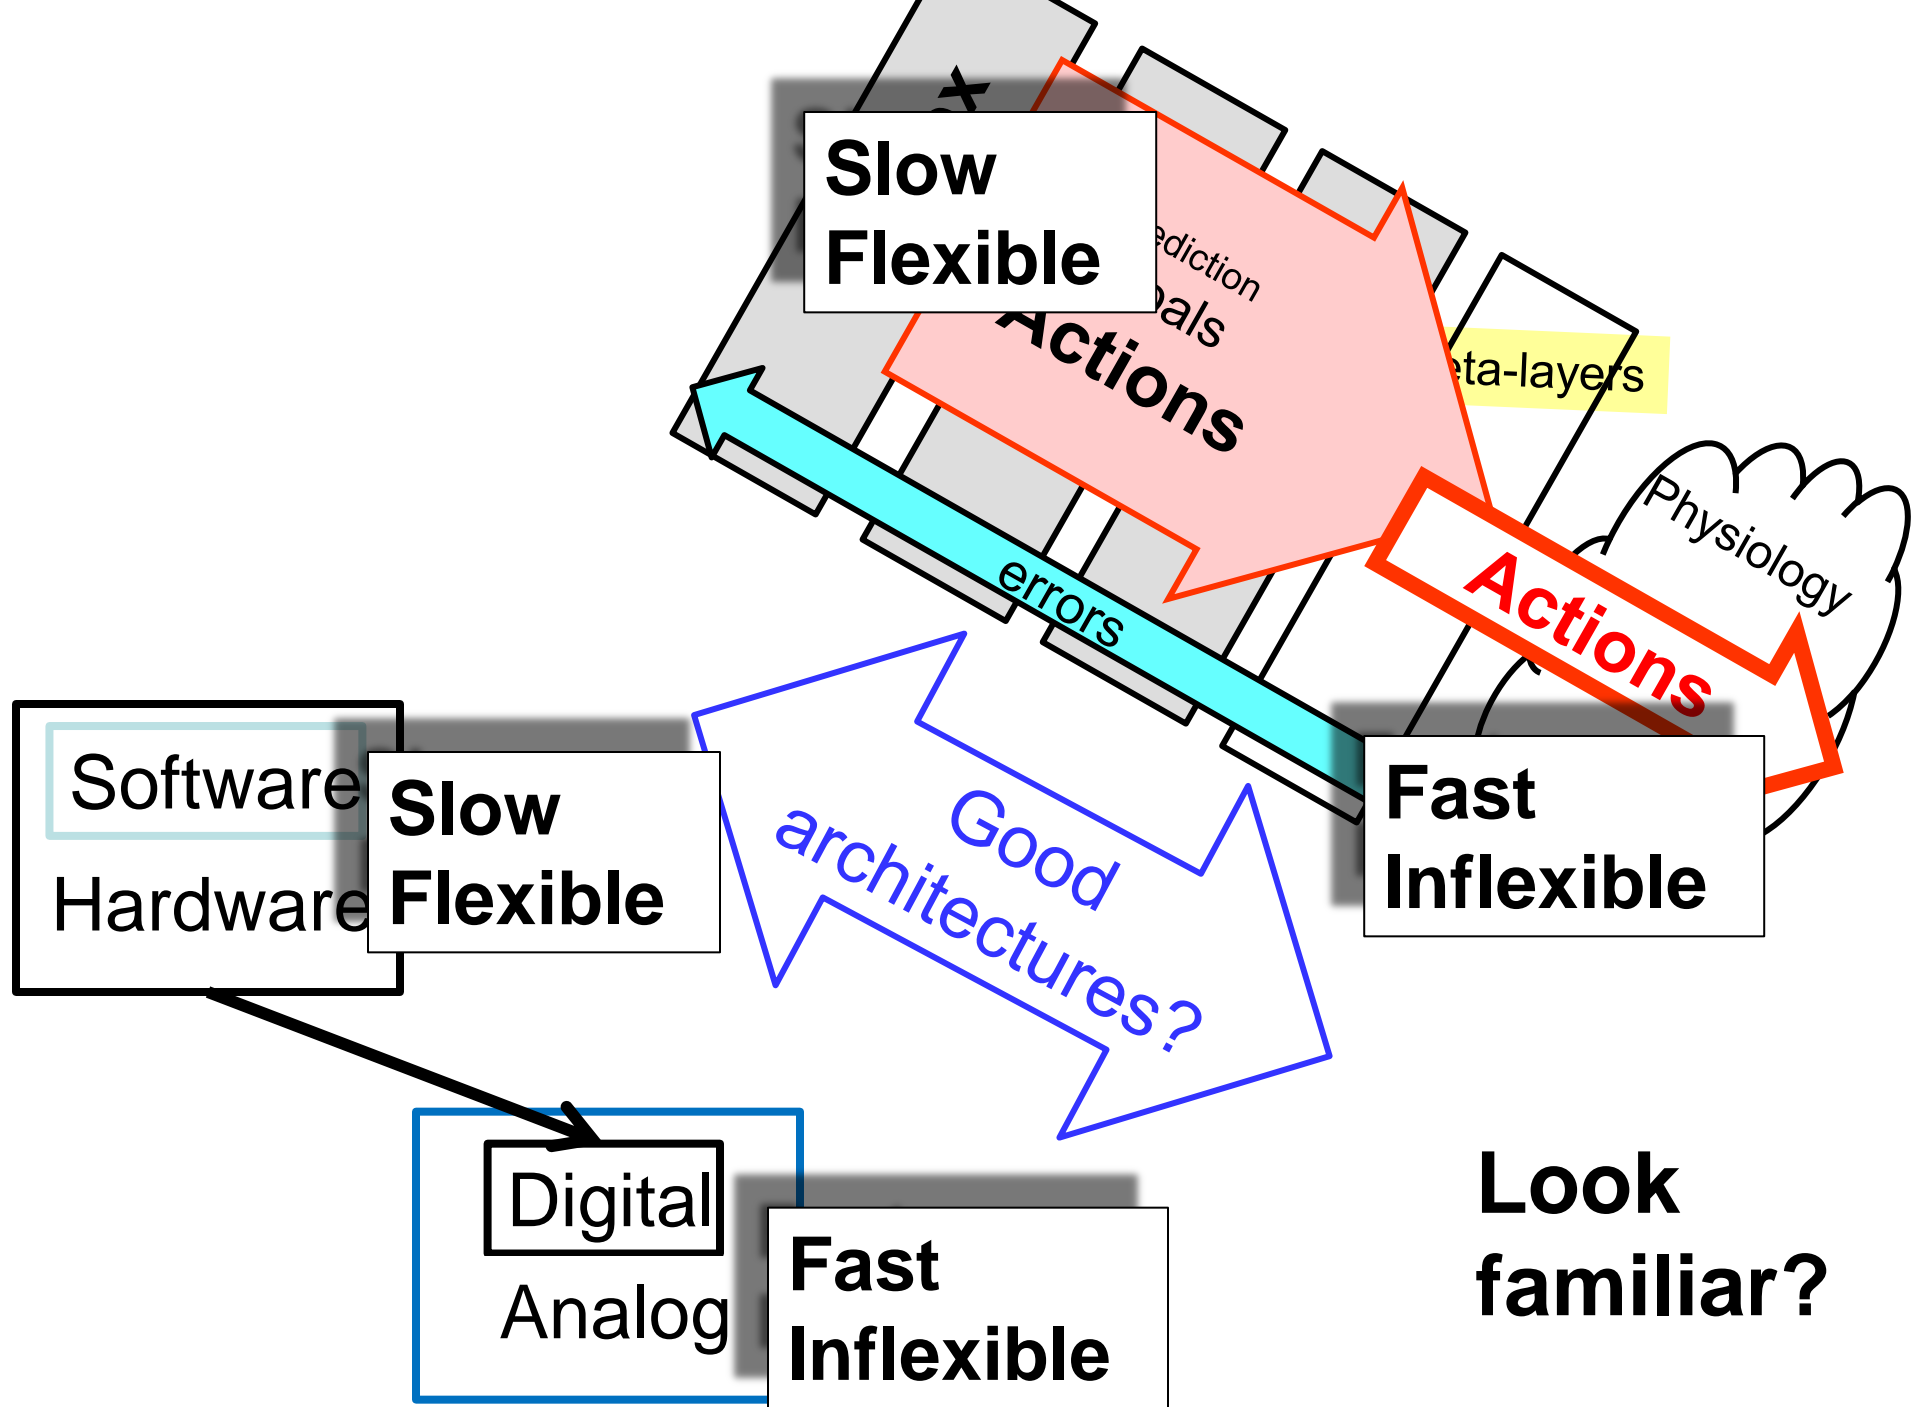 Slow
Flexible
ediction
als
Actions
eta-layers
Physiology
errors
Actions
Software
Hardware
Slow
Flexible
Good
architectures?
Fast
Inflexible
Digital
Analog
Fast
Inflexible
Look
familiar?